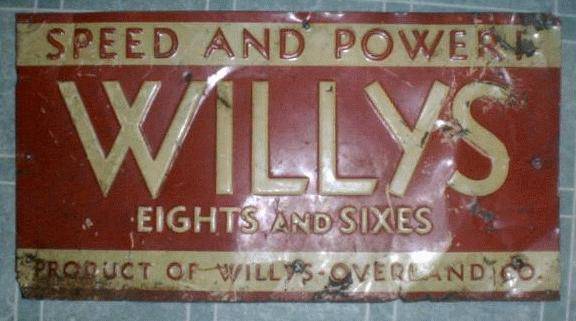 SPEED AND POWER!
WILLYS
EIGHTS AND SIXES
PRODUCT OF WILLYS-OVERLAND CO.